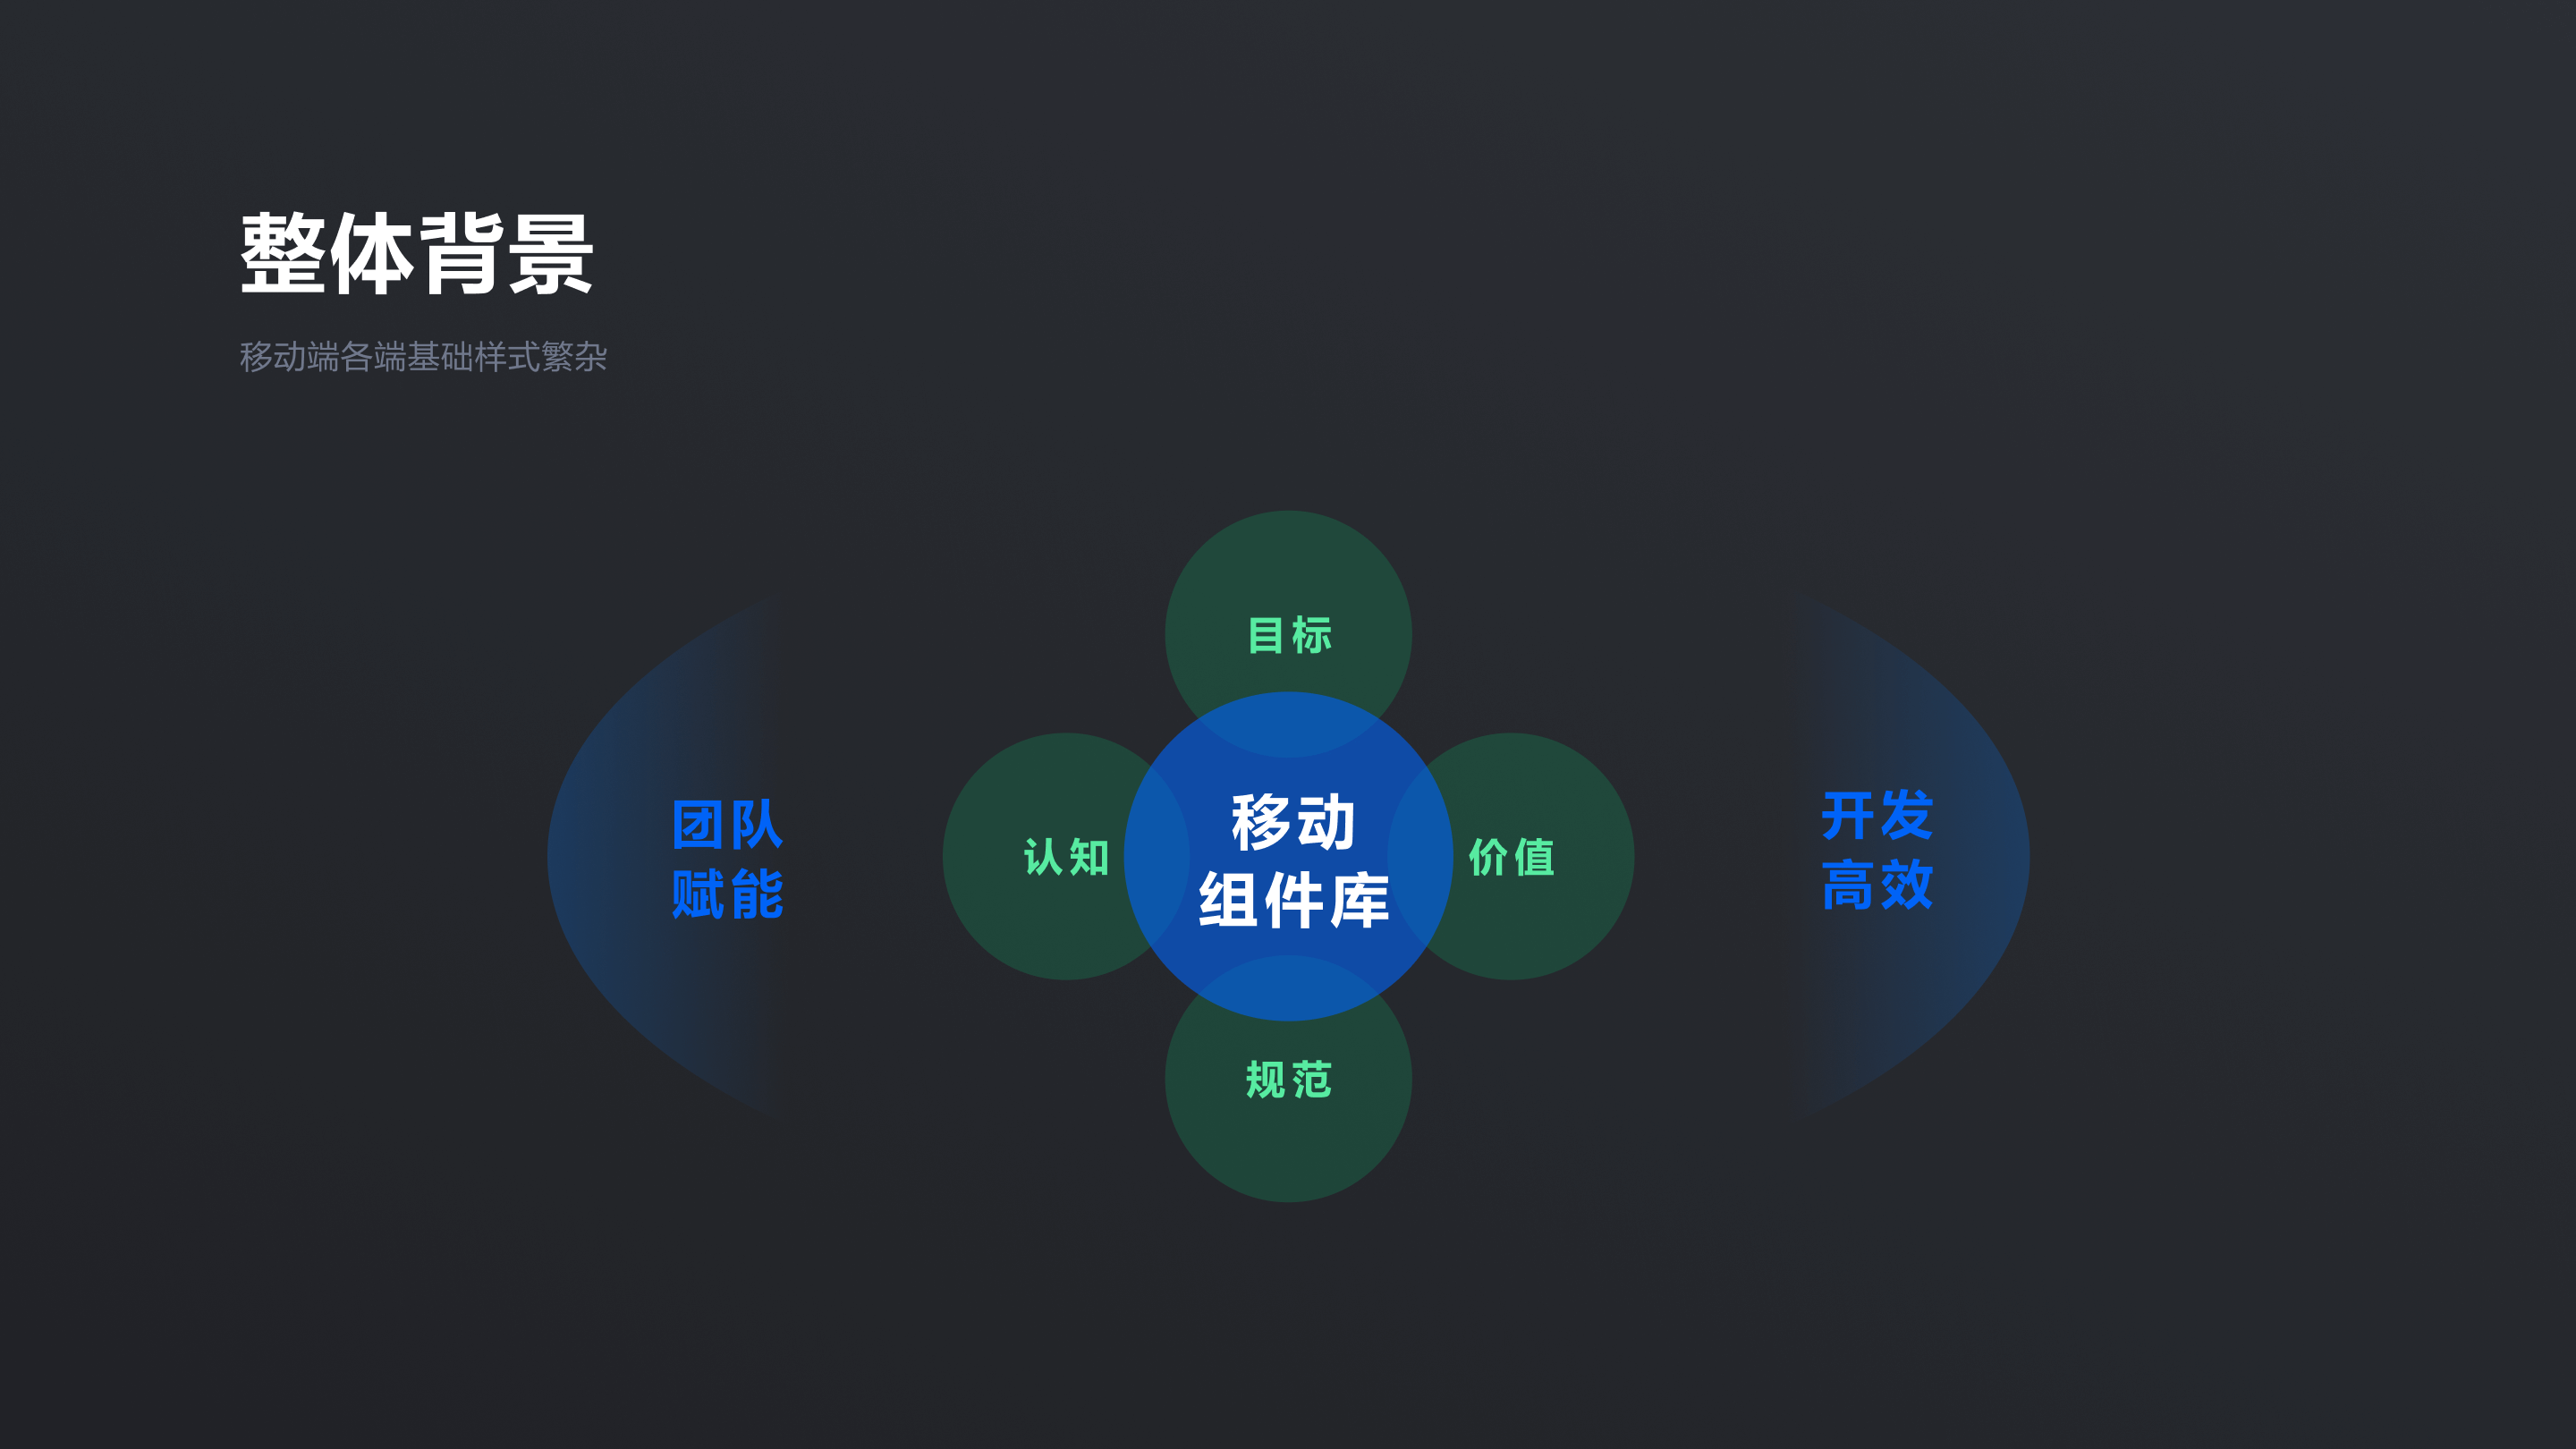 整体背景
移动端各端基础样式繁杂
目标
团队
赋能
认知
移动
组件库
价值
开发
高效
规范